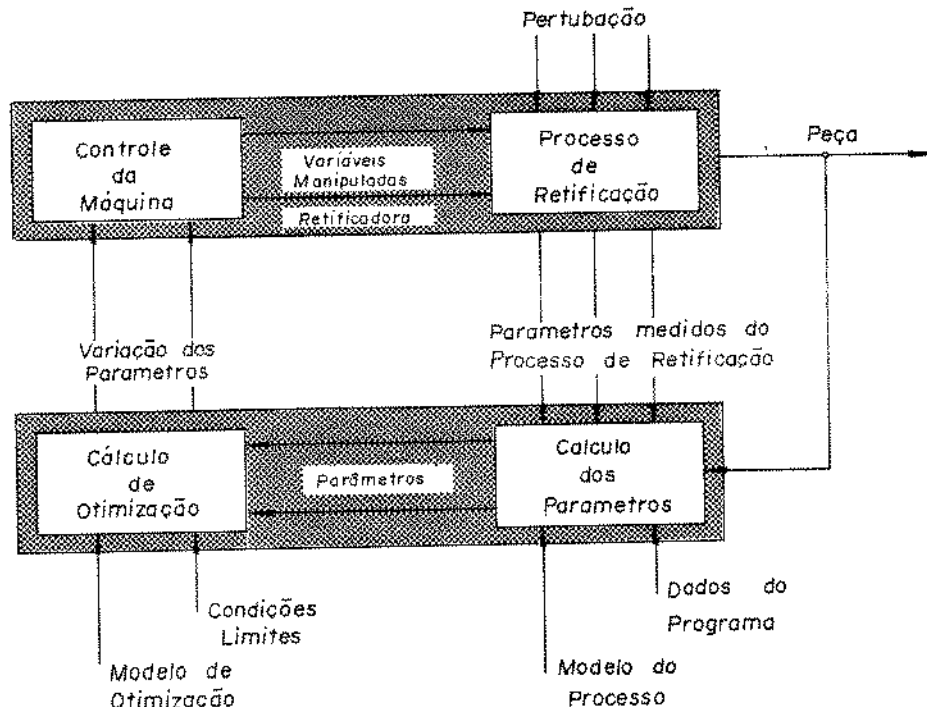 Pertubação
Controle
da
Máquina
Variáveis
Manipuladas
Retificadora
Processo
de
Retificação
Peça
Variação dos
Parametros
Parametros medidos do
Processo de Retificação
Cálculo
de
Otimização
Parâmetros
Calculo
dos
Parametros
Condições
Limites
Modelo de
Otimização
Dados do
Programa
Modelo do
Processo